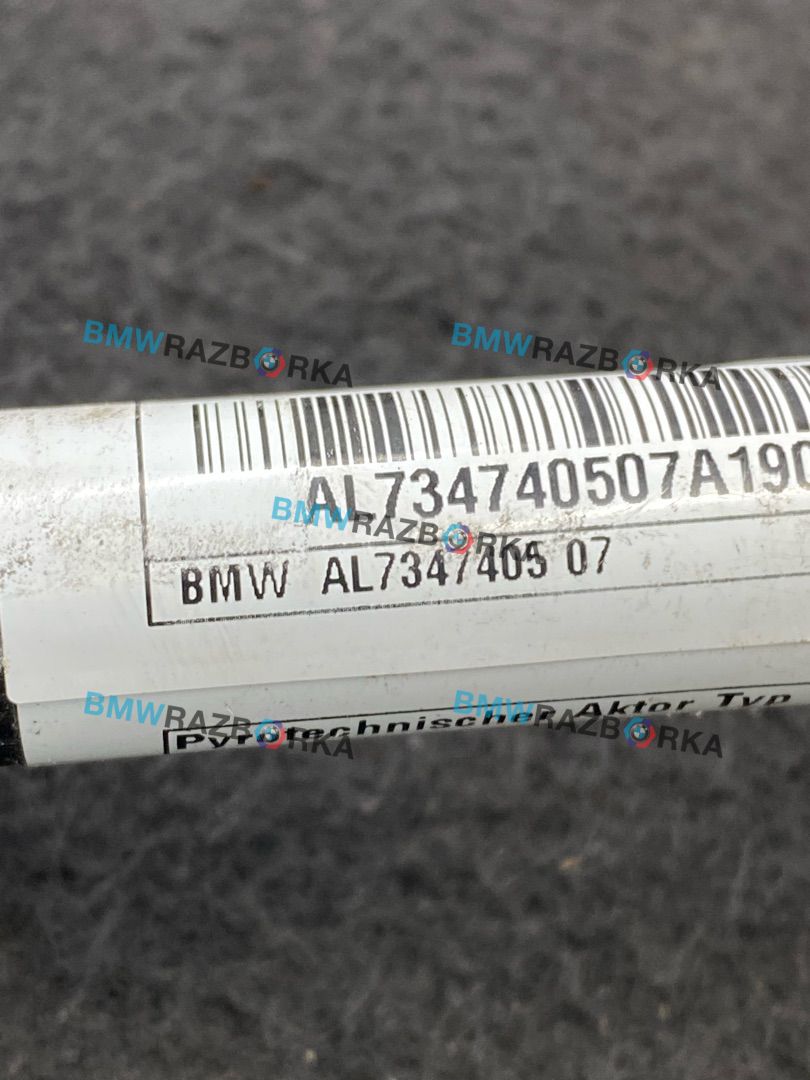 BMWRAZBORKA
BMWRAZBORKA
AL734740507A190
BMWRAZBORKA
BMW AL7347405 07
BMWRAZBORKA
BMWRAZBORKA
Pyrotechnischer Aktor Typ